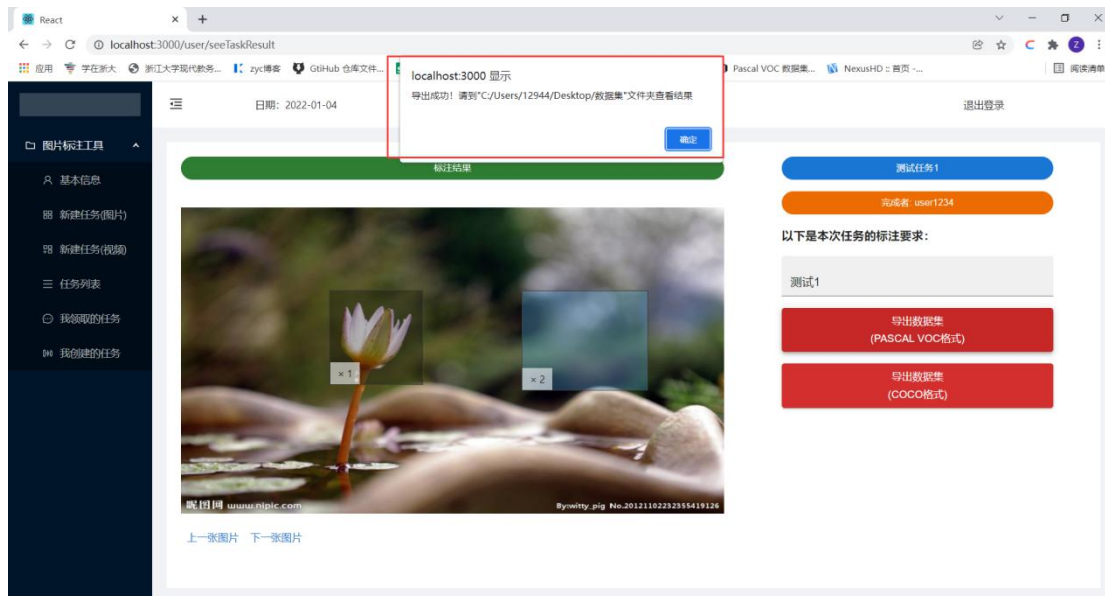 React
localhost:3000/user/seeTaskResult
应用 学在浙大 浙江大学现代教务... zyc博客 GtiHub 仓库文件... Pascal VOC 数据集... NexusHD :: 首页 -... 阅读清单
localhost:3000 显示
导出成功！请到"C:/Users/12944/Desktop/数据集"文件夹查看结果
确定
日期: 2022-01-04
退出登录
图片标注工具
基本信息
新建任务(图片)
新建任务(视频)
任务列表
我领取的任务
我创建的任务
标注结果
× 1
× 2
昵图网 www.nipic.com
By:witty_pig No.20121102232355419126
上一张图片 下一张图片
测试任务1
完成者: user1234
以下是本次任务的标注要求：
测试1
导出数据集
(PASCAL VOC格式)
导出数据集
(COCO格式)